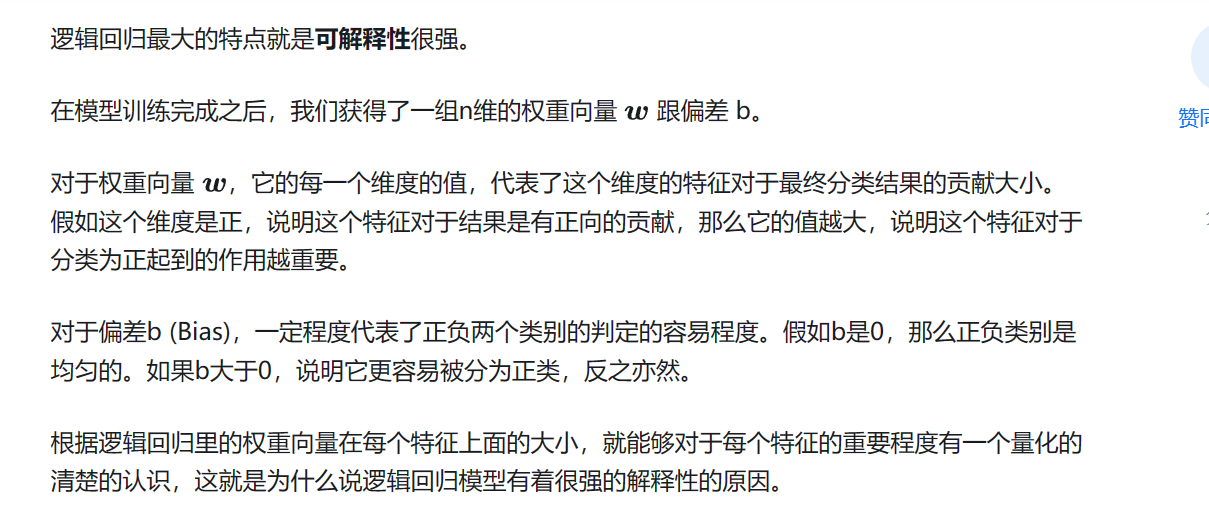 逻辑回归最大的特点就是可解释性很强。
在模型训练完成之后，我们获得了一组n维的权重向量 w 跟偏差 b。
赞同
对于权重向量 w，它的每一个维度的值，代表了这个维度的特征对于最终分类结果的贡献大小。
假如这个维度是正，说明这个特征对于结果是有正向的贡献，那么它的值越大，说明这个特征对于
分类为正起到的作用越重要。
对于偏差b (Bias)，一定程度代表了正负两个类别的判定的容易程度。假如b是0，那么正负类别是
均匀的。如果b大于0，说明它更容易被分为正类，反之亦然。
根据逻辑回归里的权重向量在每个特征上面的大小，就能够对于每个特征的重要程度有一个量化的
清楚的认识，这就是为什么说逻辑回归模型有着很强的解释性的原因。